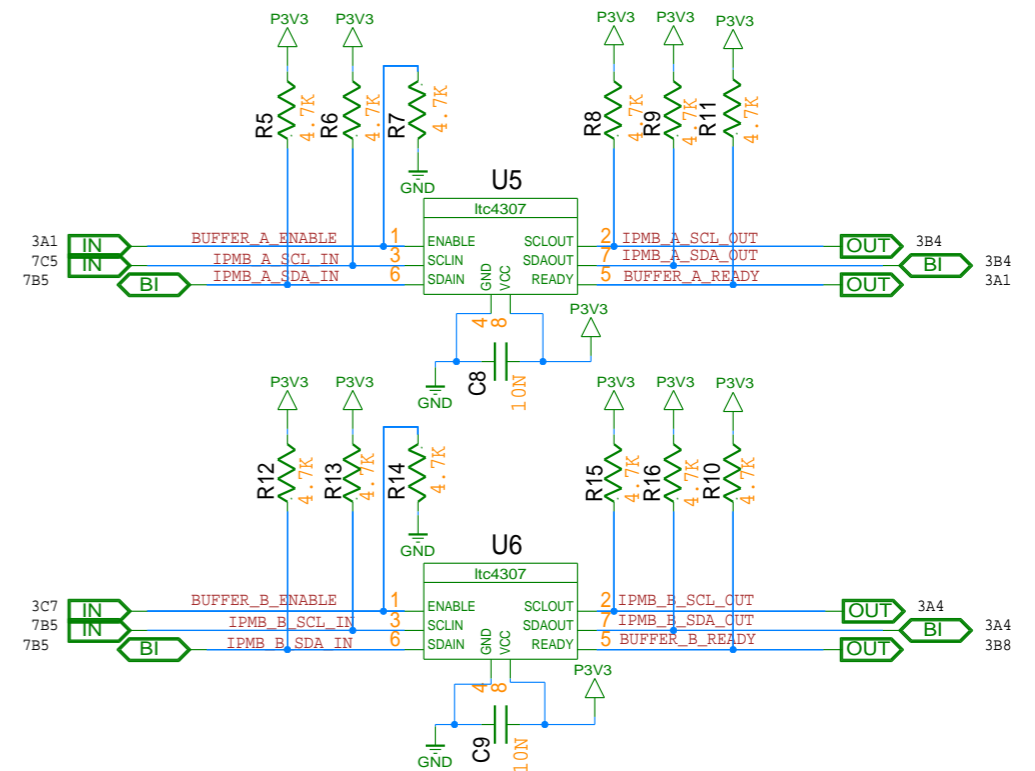 P3V3 P3V3 P3V3 P3V3 P3V3
R5 4.7K R6 4.7K R7 4.7K R8 4.7K R9 4.7K R11 4.7K
GND
U5
ltc4307
3A1 IN BUFFER_A_ENABLE 1 ENABLE SCLOUT 2 IPMB_A_SCL_OUT OUT 3B4
7C5 IN IPMB_A_SCL_IN 3 SCLIN SDAOUT 7 IPMB_A_SDA_OUT BI 3B4
7B5 BI IPMB_A_SDA_IN 6 SDAIN READY 5 BUFFER_A_READY OUT 3A1
GND VCC
4 8
P3V3
C8 10N
GND
P3V3 P3V3 P3V3 P3V3 P3V3
R12 4.7K R13 4.7K R14 4.7K R15 4.7K R16 4.7K R10 4.7K
GND
U6
ltc4307
3C7 IN BUFFER_B_ENABLE 1 ENABLE SCLOUT 2 IPMB_B_SCL_OUT OUT 3A4
7B5 IN IPMB_B_SCL_IN 3 SCLIN SDAOUT 7 IPMB_B_SDA_OUT BI 3A4
7B5 BI IPMB_B_SDA_IN 6 SDAIN READY 5 BUFFER_B_READY OUT 3B8
GND VCC
4 8
P3V3
C9 10N
GND